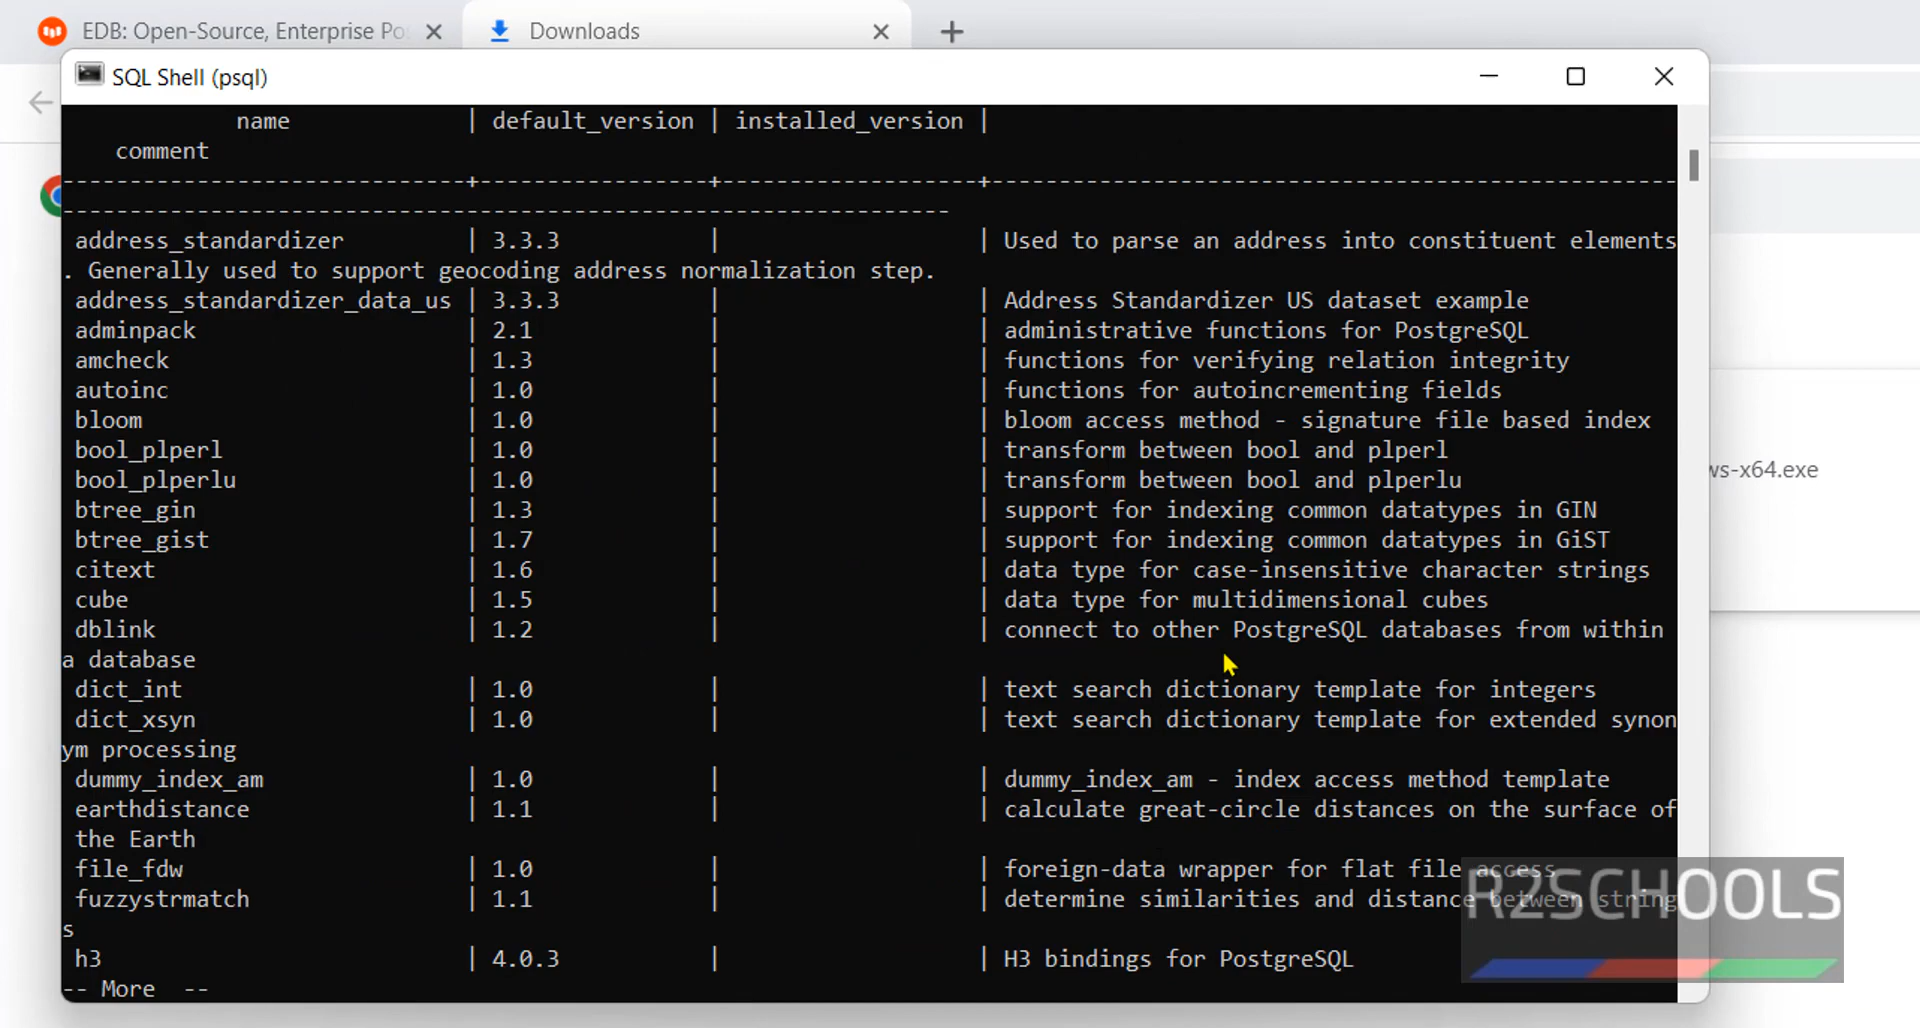 EDB: Open-Source, Enterprise Po
Downloads
SQL Shell (psql)
name | default_version | installed_version |
comment
-------------------------------+------------------+--------------------+-----------------------------------------------------
------------------------------------------------------------------
address_standardizer | 3.3.3 | | Used to parse an address into constituent elements
. Generally used to support geocoding address normalization step.
address_standardizer_data_us | 3.3.3 | | Address Standardizer US dataset example
adminpack | 2.1 | | administrative functions for PostgreSQL
amcheck | 1.3 | | functions for verifying relation integrity
autoinc | 1.0 | | functions for autoincrementing fields
bloom | 1.0 | | bloom access method - signature file based index
bool_plperl | 1.0 | | transform between bool and plperl
bool_plperlu | 1.0 | | transform between bool and plperlu
btree_gin | 1.3 | | support for indexing common datatypes in GIN
btree_gist | 1.7 | | support for indexing common datatypes in GiST
citext | 1.6 | | data type for case-insensitive character strings
cube | 1.5 | | data type for multidimensional cubes
dblink | 1.2 | | connect to other PostgreSQL databases from within
a database
dict_int | 1.0 | | text search dictionary template for integers
dict_xsyn | 1.0 | | text search dictionary template for extended synon
ym processing
dummy_index_am | 1.0 | | dummy_index_am - index access method template
earthdistance | 1.1 | | calculate great-circle distances on the surface of
the Earth
file_fdw | 1.0 | | foreign-data wrapper for flat file access
fuzzystrmatch | 1.1 | | determine similarities and distance between string
s
h3 | 4.0.3 | | H3 bindings for PostgreSQL
-- More --
ws-x64.exe
R2SCHOOLS